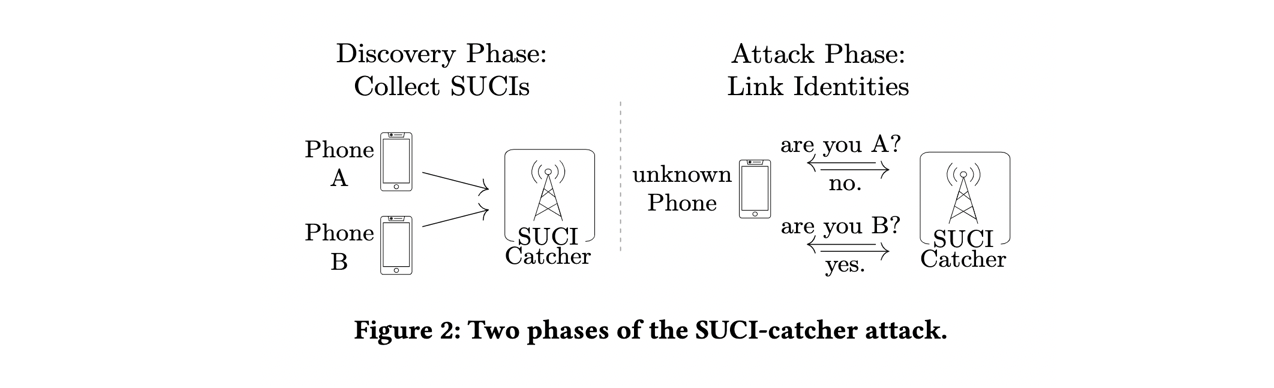 Discovery Phase:
Collect SUCIs
Phone
A
Phone
B
SUCI
Catcher
Attack Phase:
Link Identities
unknown
Phone
are you A?
no.
are you B?
yes.
SUCI
Catcher
Figure 2: Two phases of the SUCI-catcher attack.